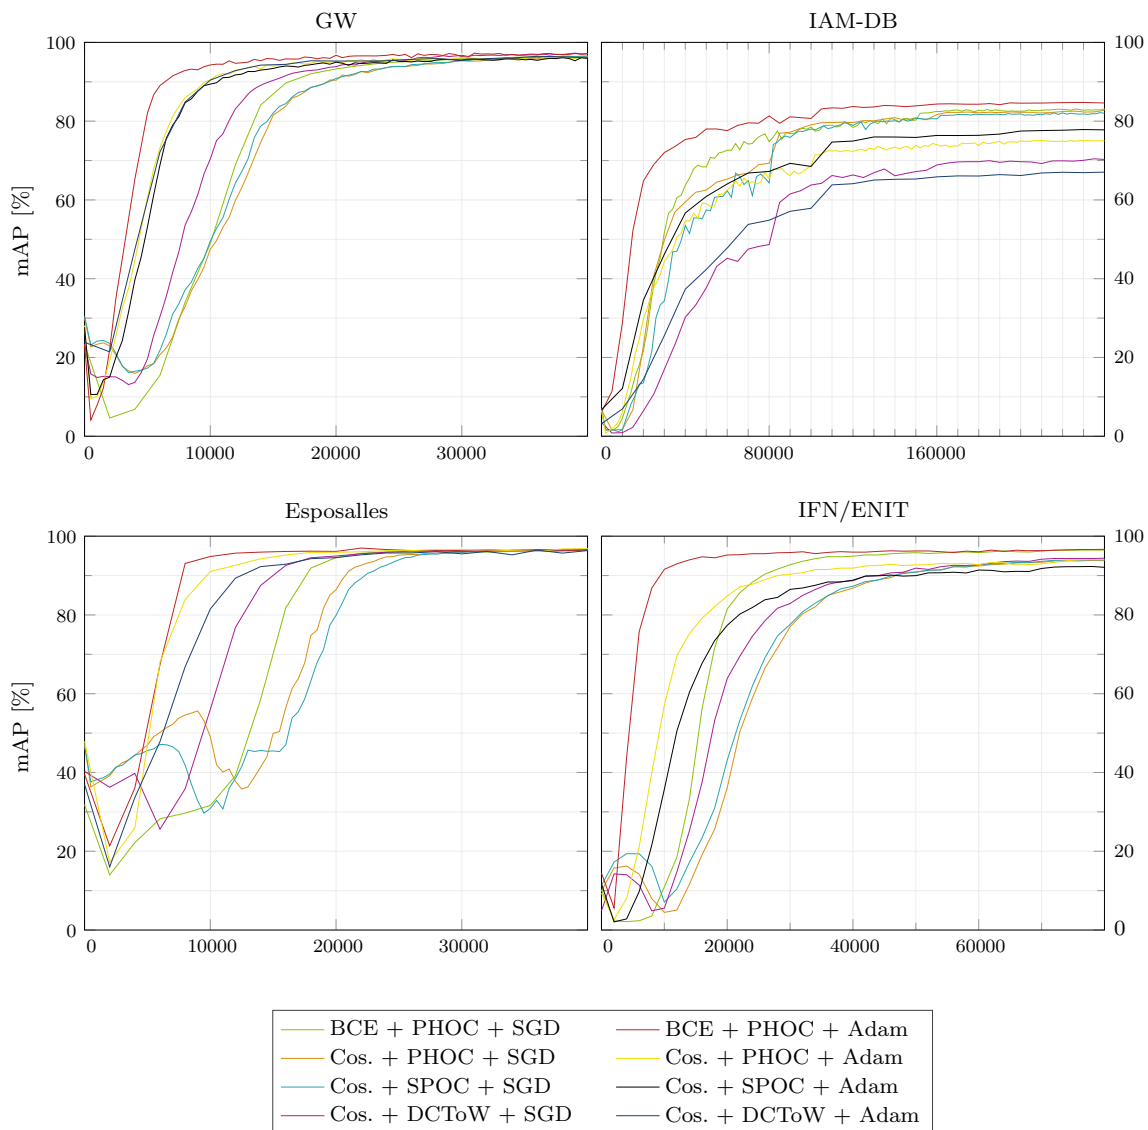 GW
IAM-DB
mAP [%]
100
80
60
40
20
0
0
10000
20000
30000
100
80
60
40
20
0
0
80000
160000
Esposalles
IFN/ENIT
mAP [%]
100
80
60
40
20
0
0
10000
20000
30000
100
80
60
40
20
0
0
20000
40000
60000
BCE + PHOC + SGD
BCE + PHOC + Adam
Cos. + PHOC + SGD
Cos. + PHOC + Adam
Cos. + SPOC + SGD
Cos. + SPOC + Adam
Cos. + DCToW + SGD
Cos. + DCToW + Adam